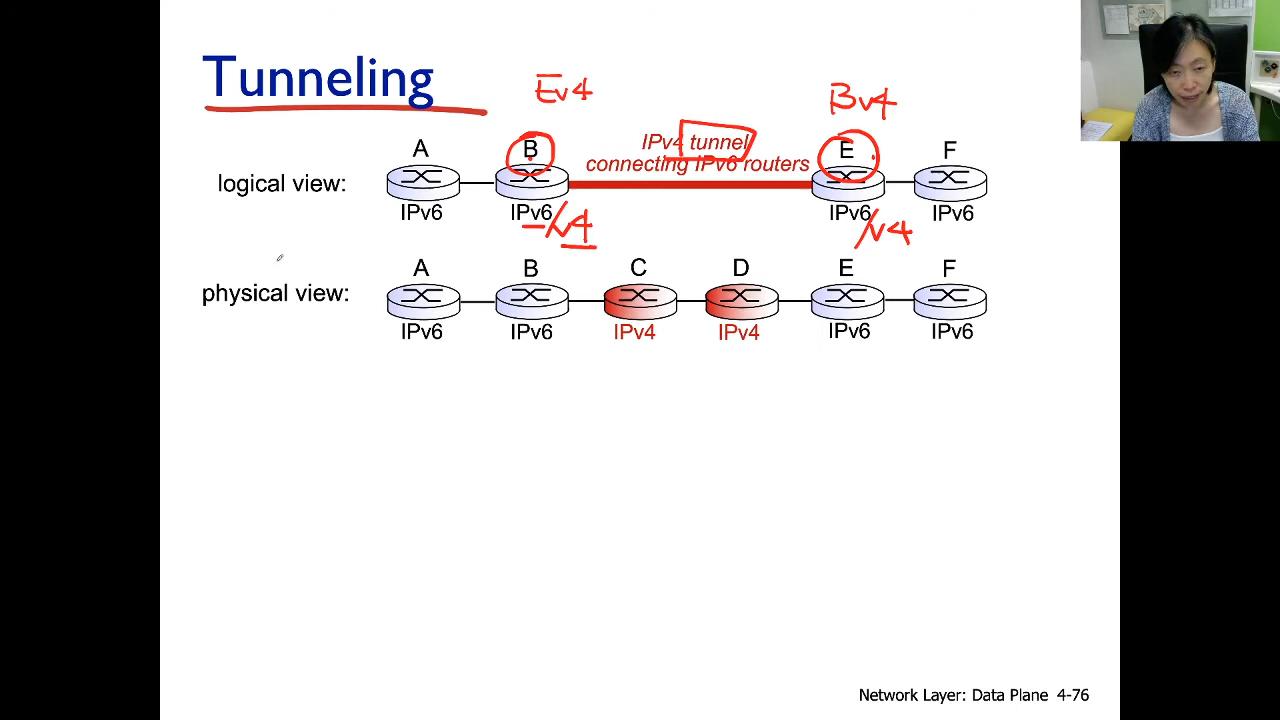 Tunneling
Ev4
Bv4
IPv4 tunnel
connecting IPv6 routers
A
B
E
F
logical view:
IPv6
IPv6
IPv6
IPv6
/v4
/v4
A
B
C
D
E
F
physical view:
IPv6
IPv6
IPv4
IPv4
IPv6
IPv6
Network Layer: Data Plane 4-76